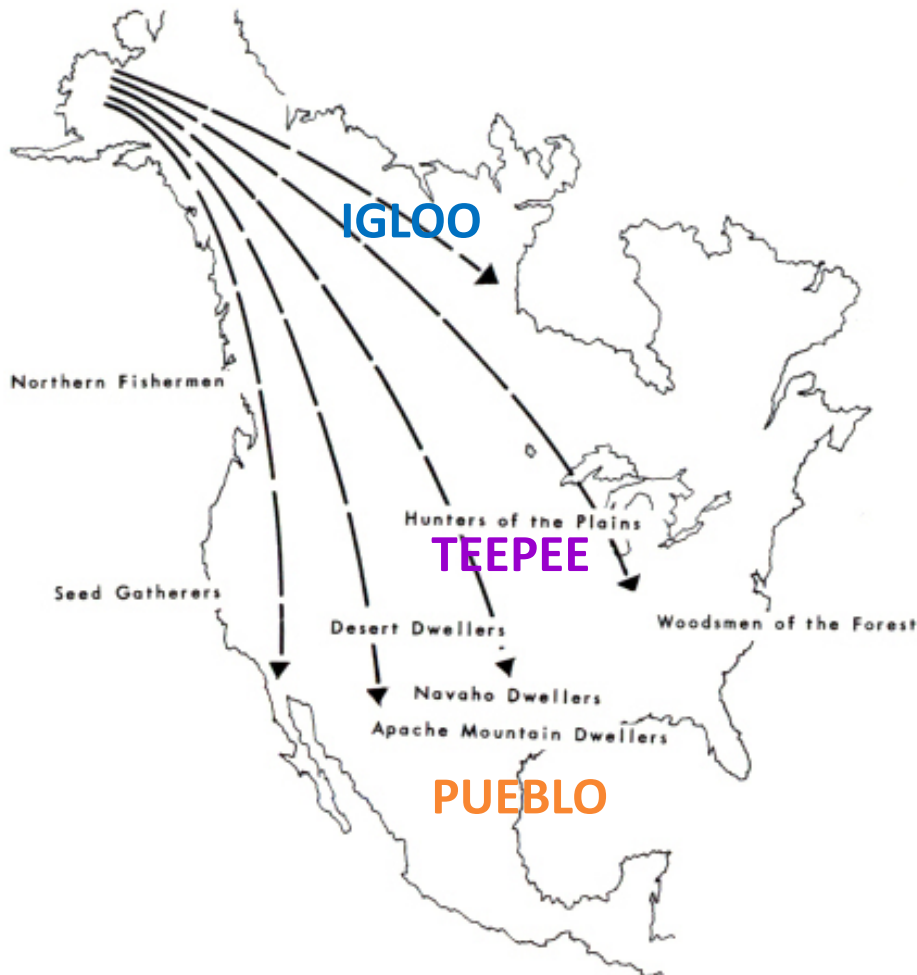 IGLOO
Northern Fishermen
Hunters of the Plains
TEEPEE
Seed Gatherers
Woodsmen of the Forest
Desert Dwellers
Navaho Dwellers
Apache Mountain Dwellers
PUEBLO